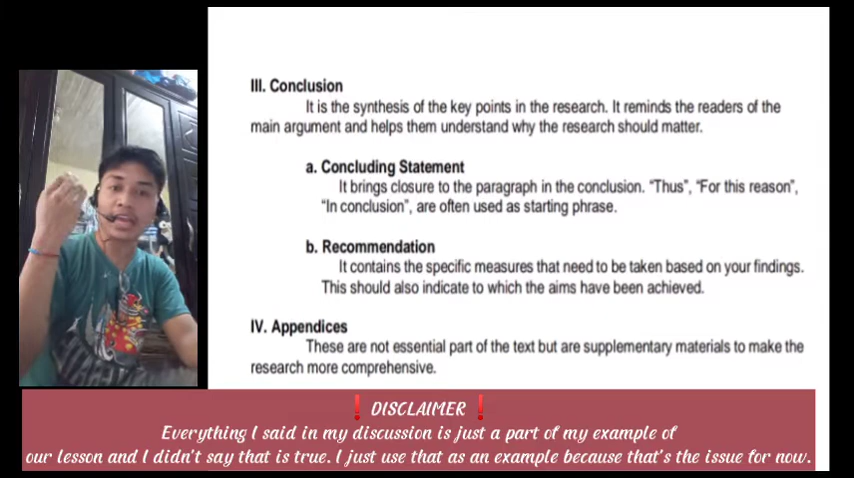 III. Conclusion
It is the synthesis of the key points in the research. It reminds the readers of the
main argument and helps them understand why the research should matter.
a. Concluding Statement
It brings closure to the paragraph in the conclusion. “Thus”, “For this reason”,
“In conclusion”, are often used as starting phrase.
b. Recommendation
It contains the specific measures that need to be taken based on your findings.
This should also indicate to which the aims have been achieved.
IV. Appendices
These are not essential part of the text but are supplementary materials to make the
research more comprehensive.
❗DISCLAIMER❗
Everything I said in my discussion is just a part of my example of
our lesson and I didn't say that is true. I just use that as an example because that's the issue for now.